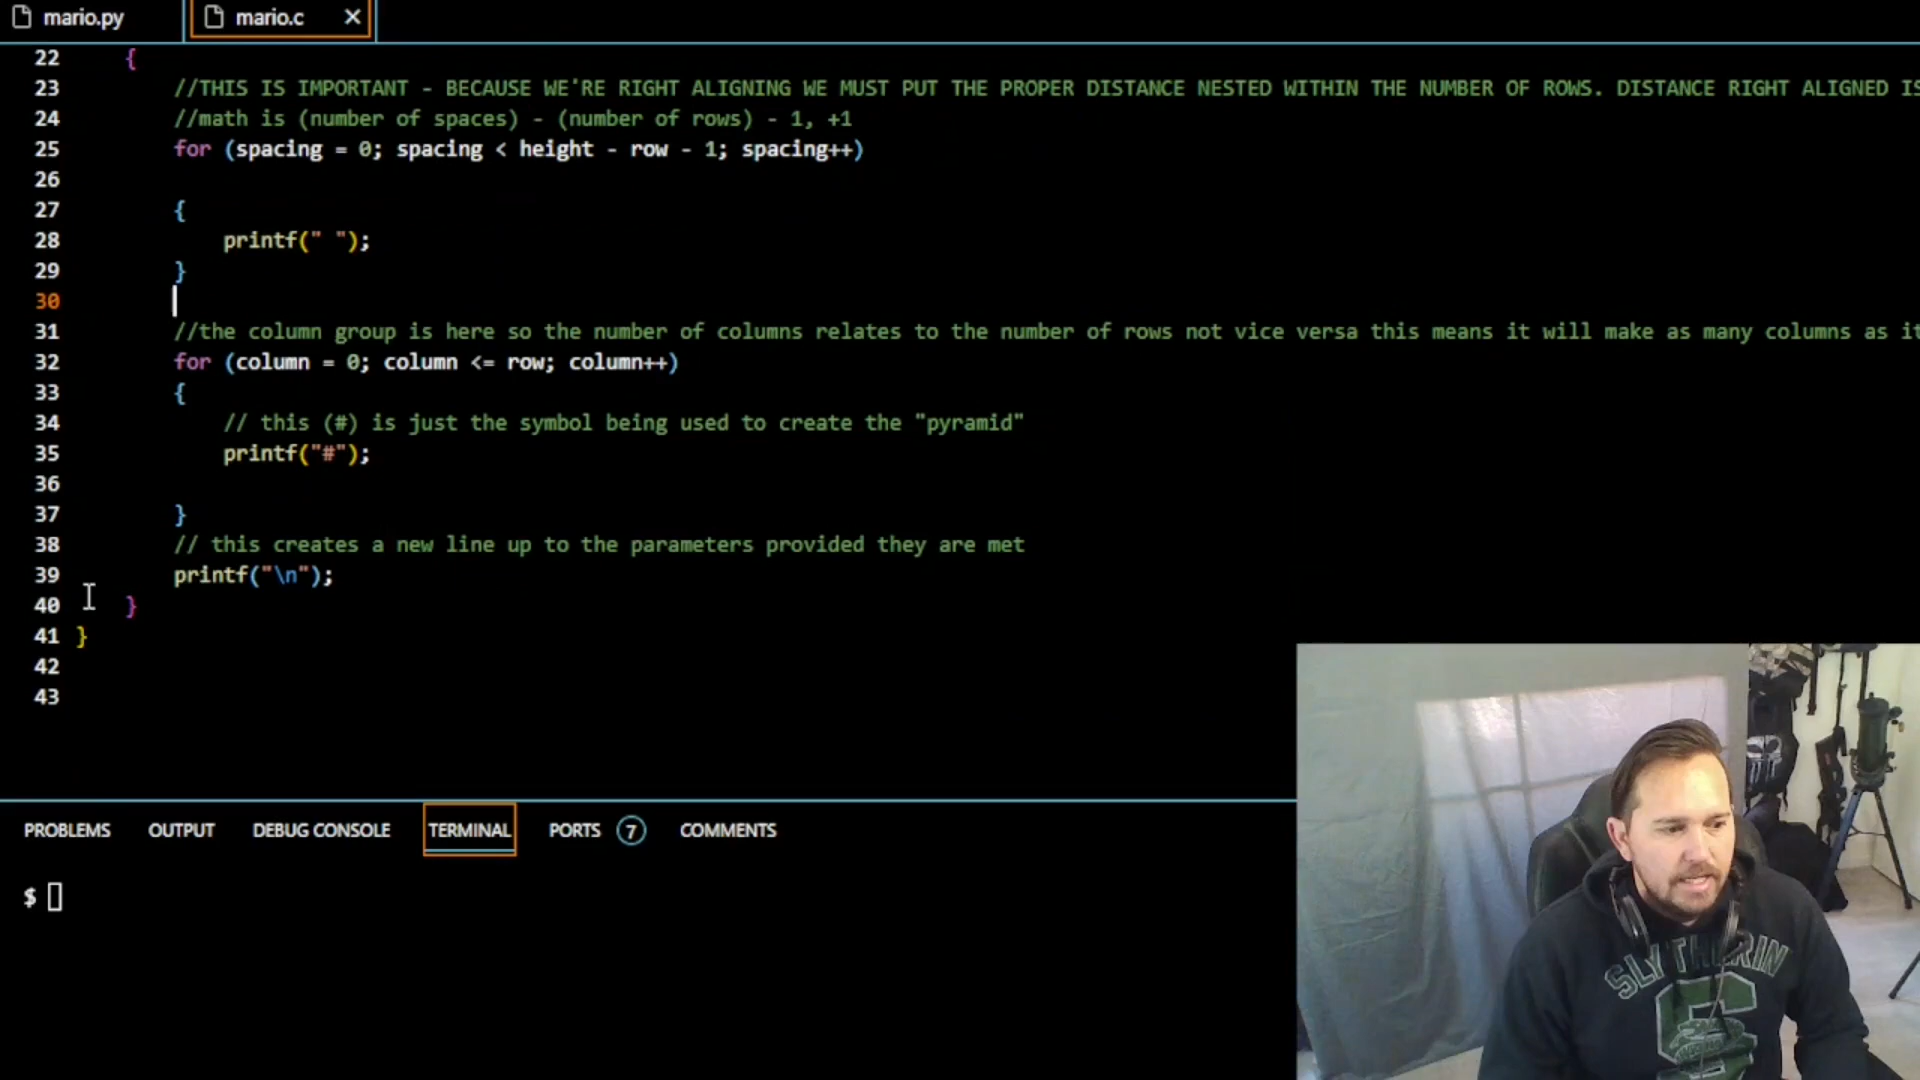 mario.py
mario.c
22 {
23 //THIS IS IMPORTANT - BECAUSE WE'RE RIGHT ALIGNING WE MUST PUT THE PROPER DISTANCE NESTED WITHIN THE NUMBER OF ROWS. DISTANCE RIGHT ALIGNED IS
24 //math is (number of spaces) - (number of rows) - 1, +1
25 for (spacing = 0; spacing < height - row - 1; spacing++)
26
27 {
28 printf(" ");
29 }
30
31 //the column group is here so the number of columns relates to the number of rows not vice versa this means it will make as many columns as it
32 for (column = 0; column <= row; column++)
33 {
34 // this (#) is just the symbol being used to create the "pyramid"
35 printf("#");
36
37 }
38 // this creates a new line up to the parameters provided they are met
39 printf("\n");
40 }
41 }
42
43
PROBLEMS OUTPUT DEBUG CONSOLE TERMINAL PORTS 7 COMMENTS
$
SLYTHERIN
S